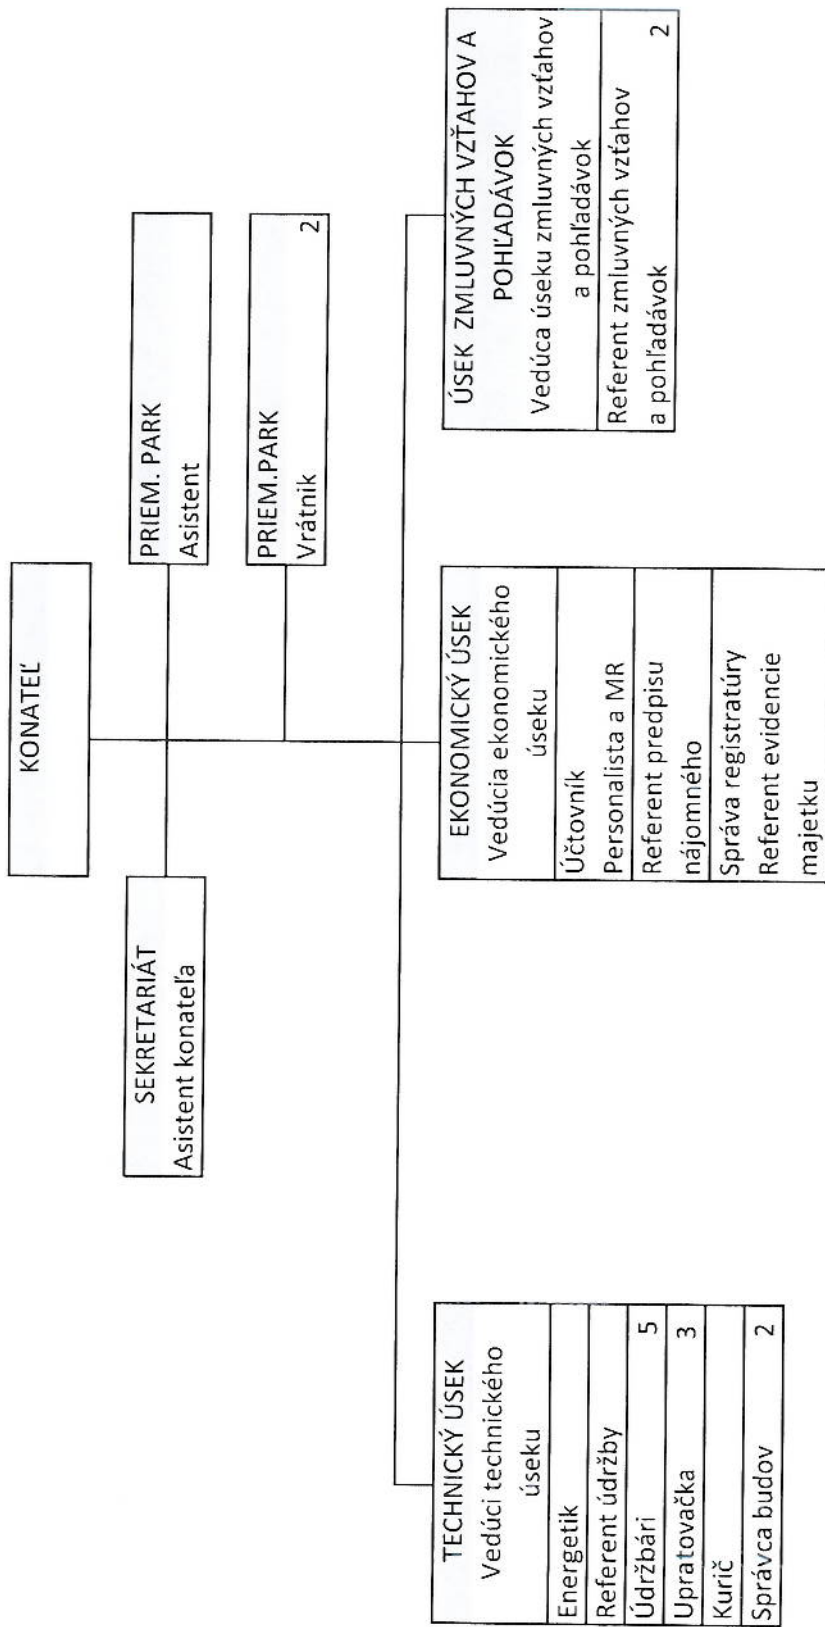 KONATEĽ
SEKRETARIÁT
Asistent konateľa
PRIEM. PARK
Asistent
PRIEM.PARK
Vrátnik 2
TECHNICKÝ ÚSEK
Vedúci technického
úseku
Energetik
Referent údržby
Údržbári 5
Upratovačka 3
Kurič
Správca budov 2
EKONOMICKÝ ÚSEK
Vedúcia ekonomického
úseku
Účtovník
Personalista a MR
Referent predpisu
nájomného
Správa registratúry
Referent evidencie
majetku
ÚSEK ZMLUVNÝCH VZŤAHOV A
POHĽADÁVOK
Vedúca úseku zmluvných vzťahov
a pohľadávok
Referent zmluvných vzťahov
a pohľadávok 2